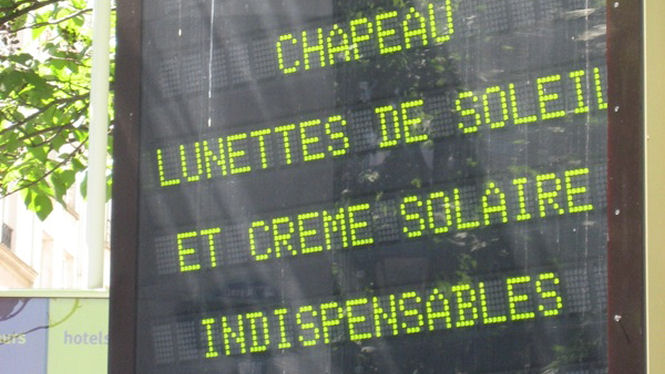 CHAPEAU
LUNETTES DE SOLEIL
ET CREME SOLAIRE
INDISPENSABLES
hotels